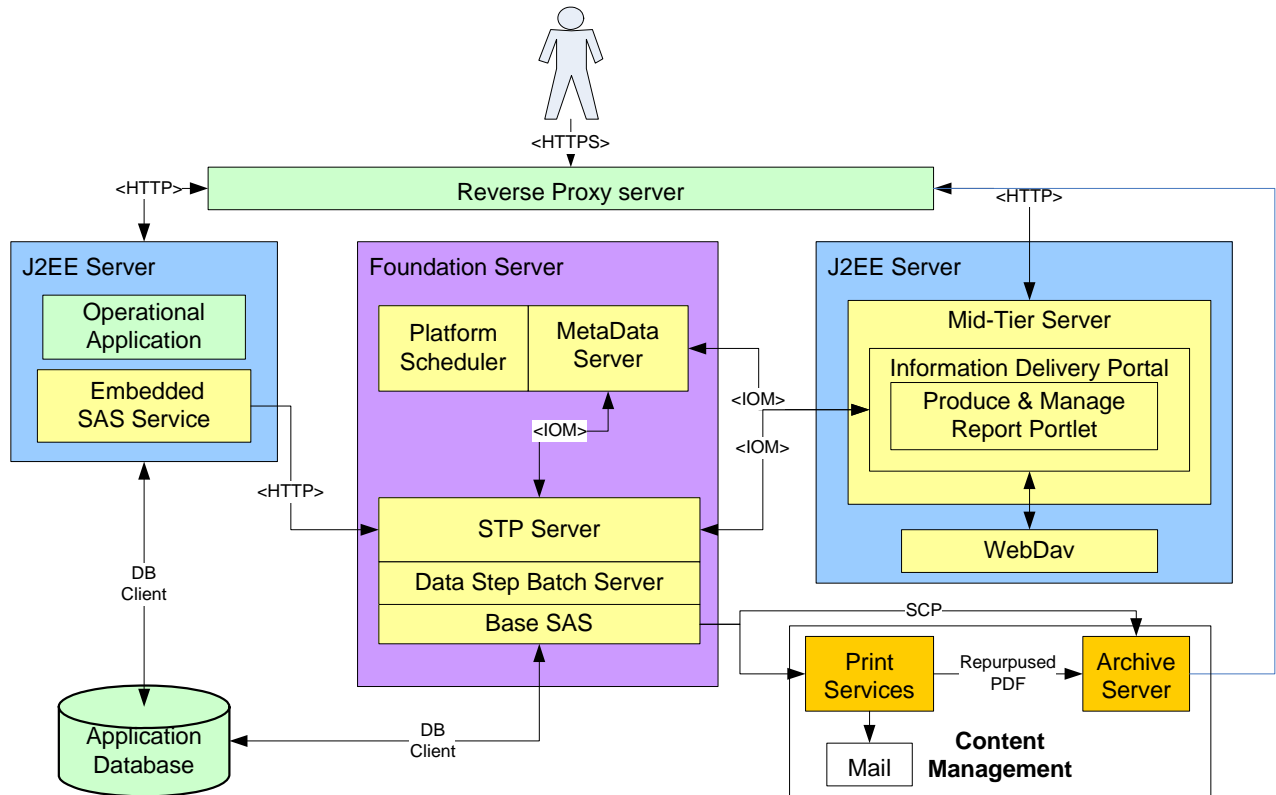 <HTTPS>
Reverse Proxy server
<HTTP>
<HTTP>
J2EE Server
Operational
Application
Embedded
SAS Service
<HTTP>
DB
Client
Application
Database
DB
Client
Foundation Server
Platform
Scheduler
MetaData
Server
<IOM>
STP Server
Data Step Batch Server
Base SAS
<IOM>
<IOM>
J2EE Server
Mid-Tier Server
Information Delivery Portal
Produce & Manage
Report Portlet
WebDav
SCP
Print
Services
Repurpused
PDF
Archive
Server
Mail
Content
Management